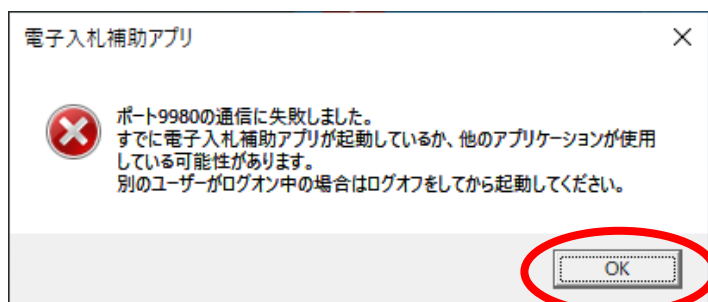 電子入札補助アプリ
ポート9980の通信に失敗しました。
すでに電子入札補助アプリが起動しているか、他のアプリケーションが使用
している可能性があります。
別のユーザーがログオン中の場合はログオフをしてから起動してください。
OK